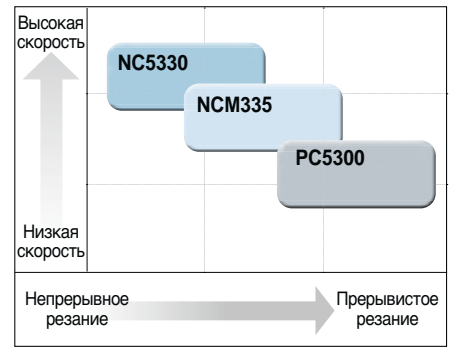 Высокая
скорость
NC5330
NCM335
PC5300
Низкая
скорость
Непрерывное
резание
Прерывистое
резание